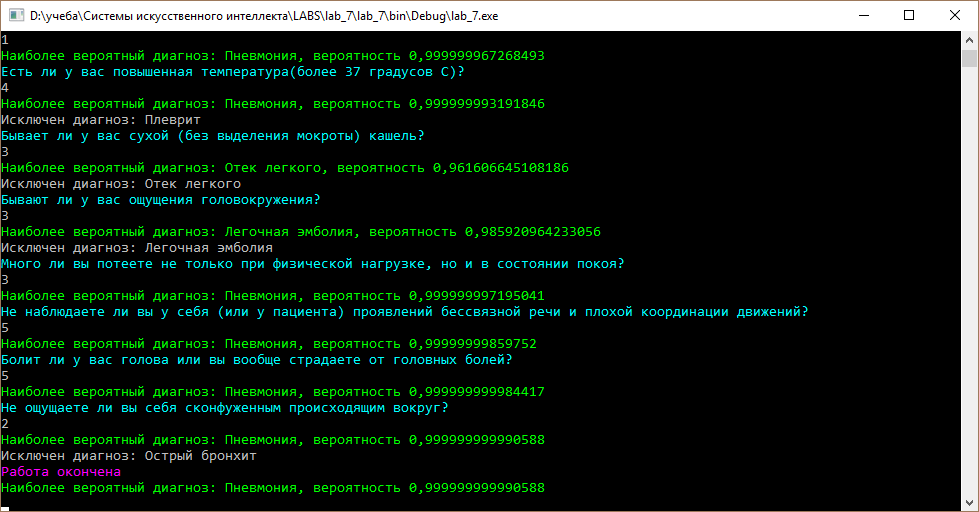 D:\учеба\Системы искусственного интеллекта\LABS\lab_7\lab_7\bin\Debug\lab_7.exe
1
Наиболее вероятный диагноз: Пневмония, вероятность 0,999999967268493
Есть ли у вас повышенная температура(более 37 градусов С)?
4
Наиболее вероятный диагноз: Пневмония, вероятность 0,999999993191846
Исключен диагноз: Плеврит
Бывает ли у вас сухой (без выделения мокроты) кашель?
3
Наиболее вероятный диагноз: Отек легкого, вероятность 0,961606645108186
Исключен диагноз: Отек легкого
Бывают ли у вас ощущения головокружения?
3
Наиболее вероятный диагноз: Легочная эмболия, вероятность 0,985920964233056
Исключен диагноз: Легочная эмболия
Много ли вы потеете не только при физической нагрузке, но и в состоянии покоя?
3
Наиболее вероятный диагноз: Пневмония, вероятность 0,999999997195041
Не наблюдаете ли вы у себя (или у пациента) проявлений бессвязной речи и плохой координации движений?
5
Наиболее вероятный диагноз: Пневмония, вероятность 0,99999999859752
Болит ли у вас голова или вы вообще страдаете от головных болей?
5
Наиболее вероятный диагноз: Пневмония, вероятность 0,999999999984417
Не ощущаете ли вы себя сконфуженным происходящим вокруг?
2
Наиболее вероятный диагноз: Пневмония, вероятность 0,999999999990588
Исключен диагноз: Острый бронхит
Работа окончена
Наиболее вероятный диагноз: Пневмония, вероятность 0,999999999990588